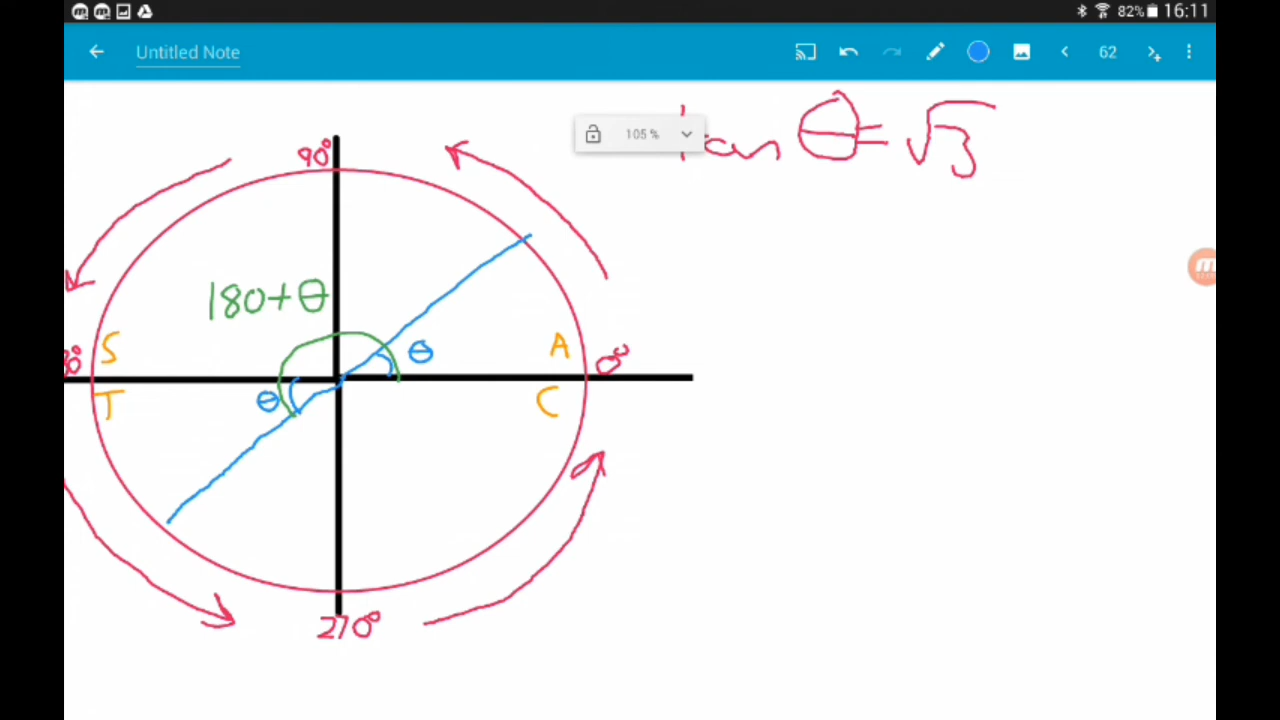 82% 16:11
Untitled Note
62
105 %
tan θ = √3
90°
180+θ
S
A
θ
0°
T
θ
C
270°